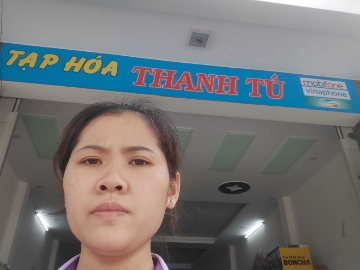 TẠP HÓA THANH TÚ
mobifone
vinaphone
BONCHA